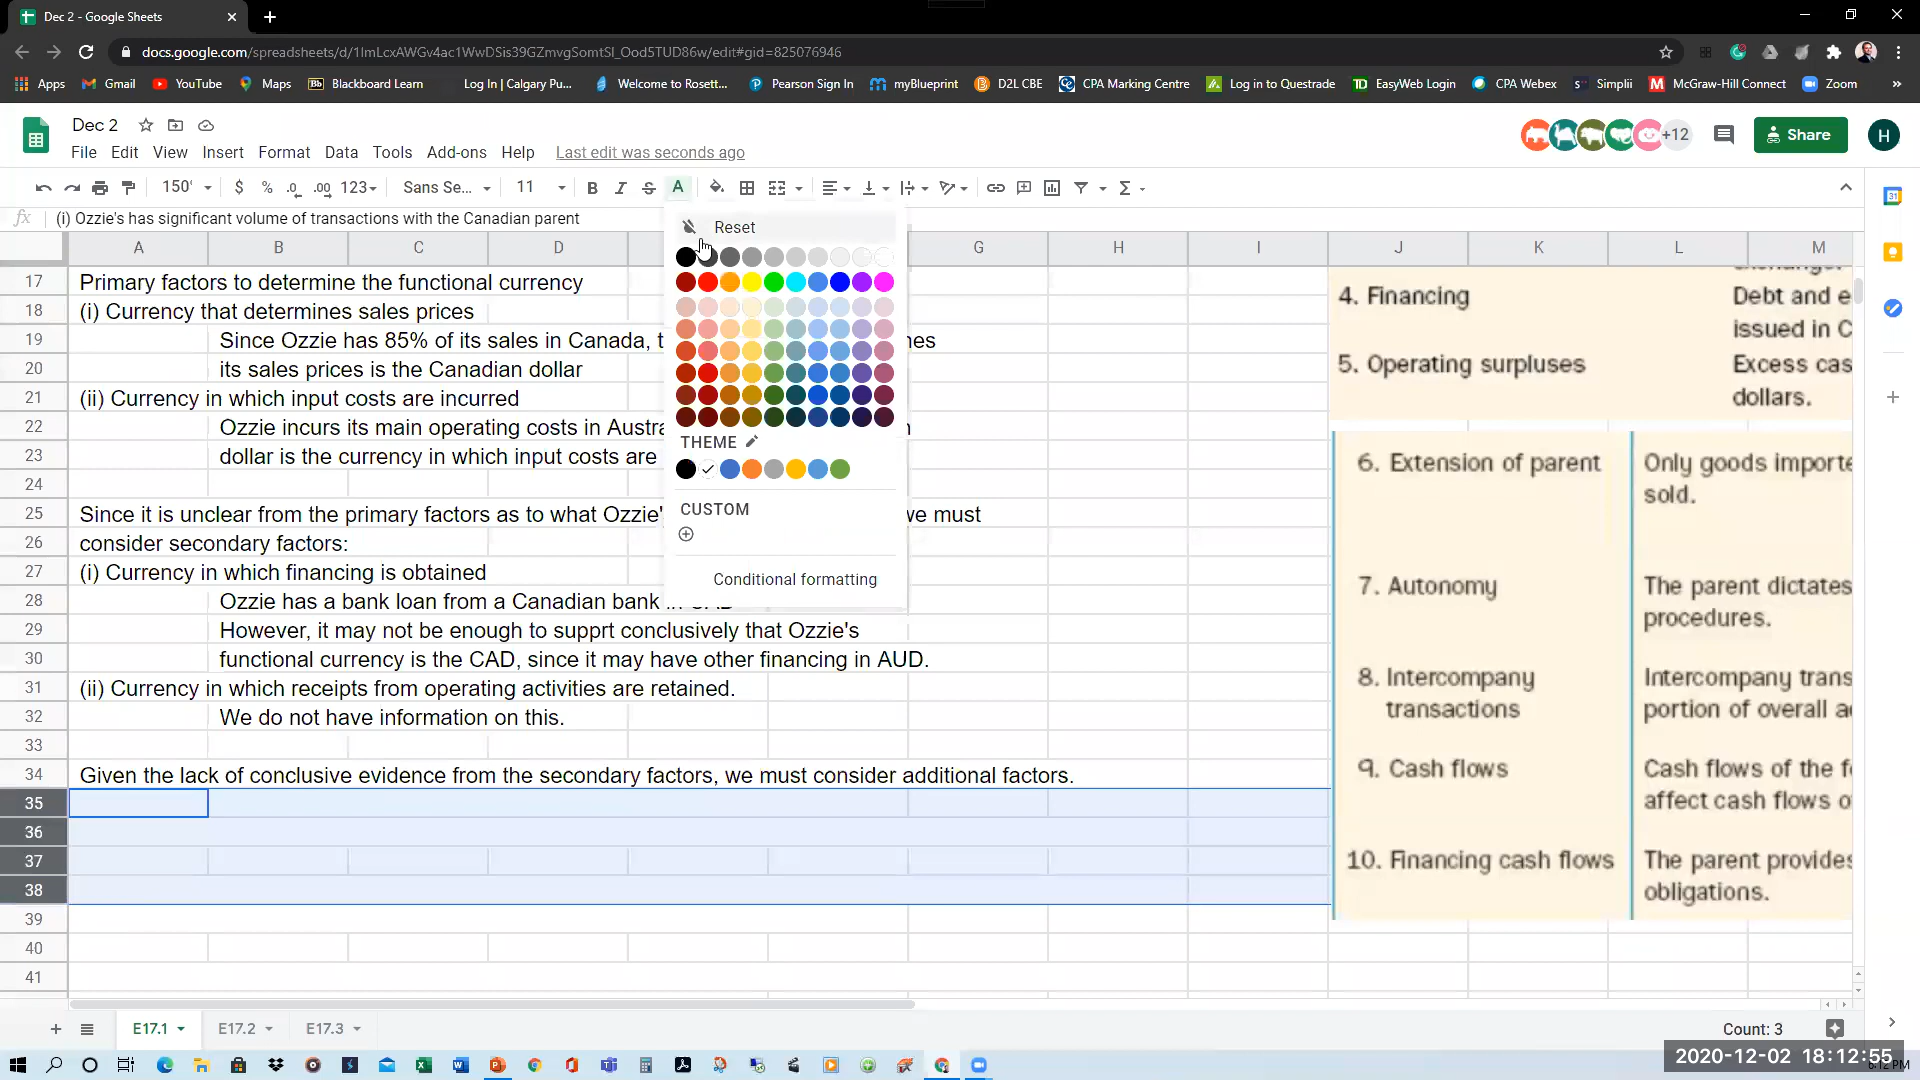 Dec 2 - Google Sheets
docs.google.com/spreadsheets/d/1ImLcxAWGv4ac1WwDSis39GZmvgSomtSl_Ood5TUD86w/edit#gid=825076946
Apps Gmail YouTube Maps Bb Blackboard Learn Log In | Calgary Pu... Welcome to Rosett... Pearson Sign In myBlueprint D2L CBE CPA Marking Centre Log in to Questrade TD EasyWeb Login CPA Webex Simplii McGraw-Hill Connect Zoom »
Dec 2
+12
Share
H
File Edit View Insert Format Data Tools Add-ons Help Last edit was seconds ago
$ % .0 .00 123 Sans Se... 11 B I S A
fx (i) Ozzie's has significant volume of transactions with the Canadian parent
Reset
THEME
CUSTOM
Conditional formatting
A B C D G H I J K L M
17 Primary factors to determine the functional currency
18 (i) Currency that determines sales prices
19 Since Ozzie has 85% of its sales in Canada,
20 its sales prices is the Canadian dollar
21 (ii) Currency in which input costs are incurred
22 Ozzie incurs its main operating costs in
23 dollar is the currency in which input costs are
24
25 Since it is unclear from the primary factors as to what Ozzie' we must
26 consider secondary factors:
27 (i) Currency in which financing is obtained
28 Ozzie has a bank loan from a Canadian bank
29 However, it may not be enough to supprt conclusively that Ozzie's
30 functional currency is the CAD, since it may have other financing in AUD.
31 (ii) Currency in which receipts from operating activities are retained.
32 We do not have information on this.
33
34 Given the lack of conclusive evidence from the secondary factors, we must consider additional factors.
35
36
37
38
39
40
41
4. Financing Debt and e
issued in C
5. Operating surpluses Excess cas
dollars.
6. Extension of parent Only goods importe
sold.
7. Autonomy The parent dictates
procedures.
8. Intercompany Intercompany trans
transactions portion of overall a
9. Cash flows Cash flows of the f
affect cash flows o
10. Financing cash flows The parent provides
obligations.
E17.1 E17.2 E17.3 Count: 3
2020-12-02 18:12:55